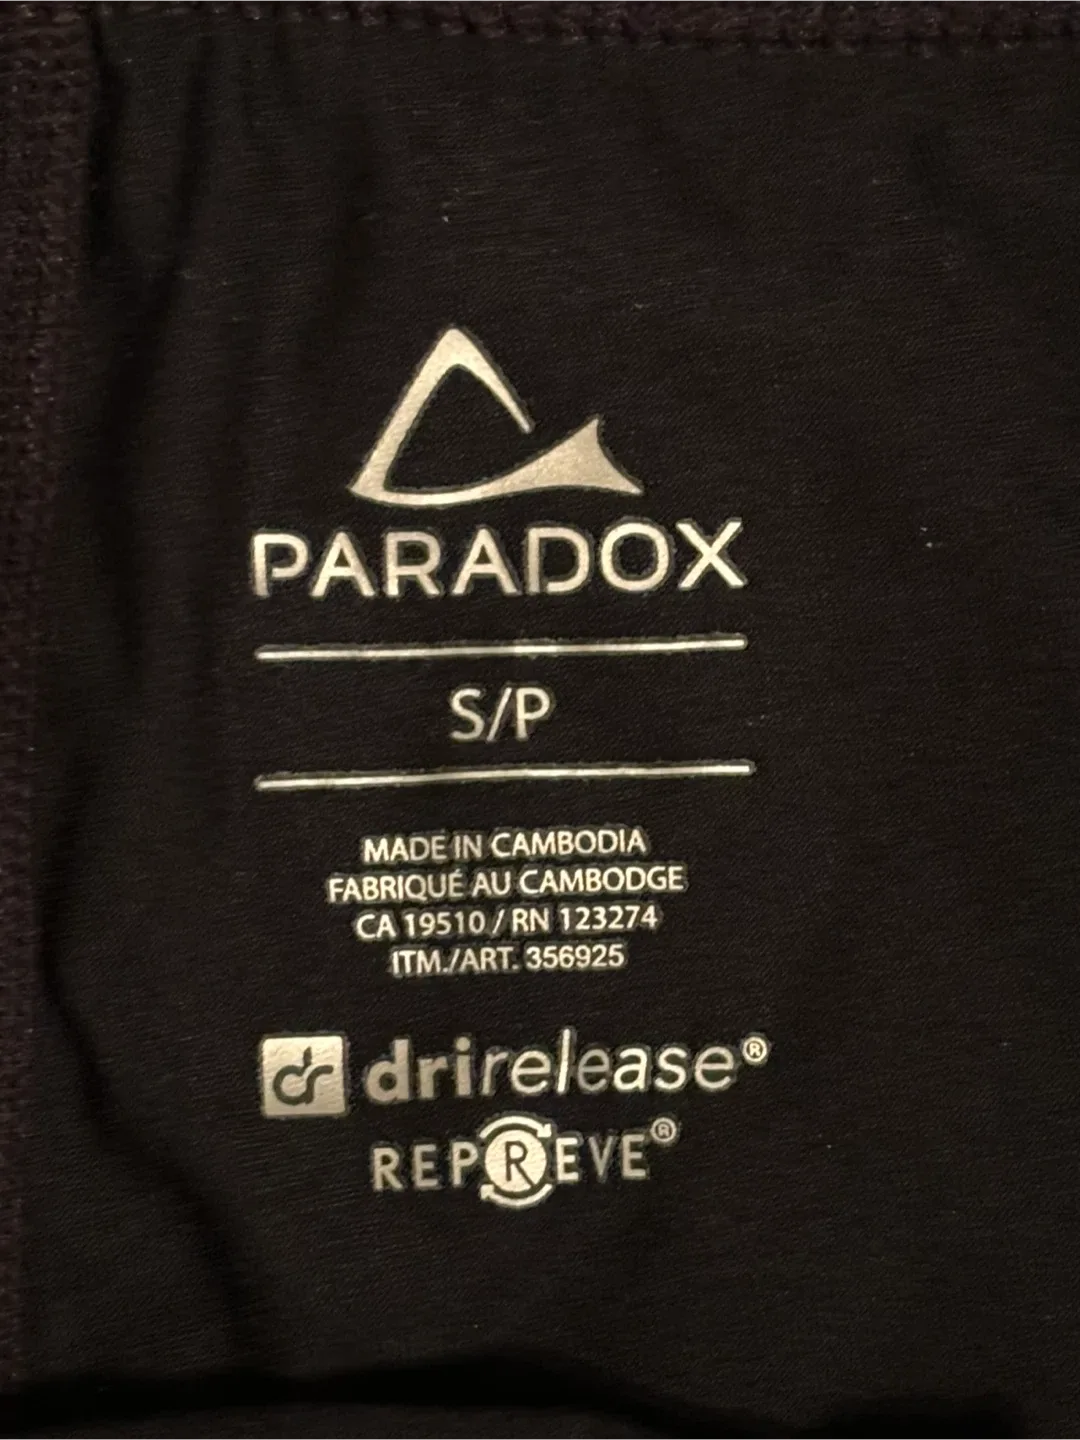 PARADOX
S/P
MADE IN CAMBODIA
FABRIQUÉ AU CAMBODGE
CA 19510 / RN 123274
ITM./ART. 356925
dr drirelease®
REPREVE®